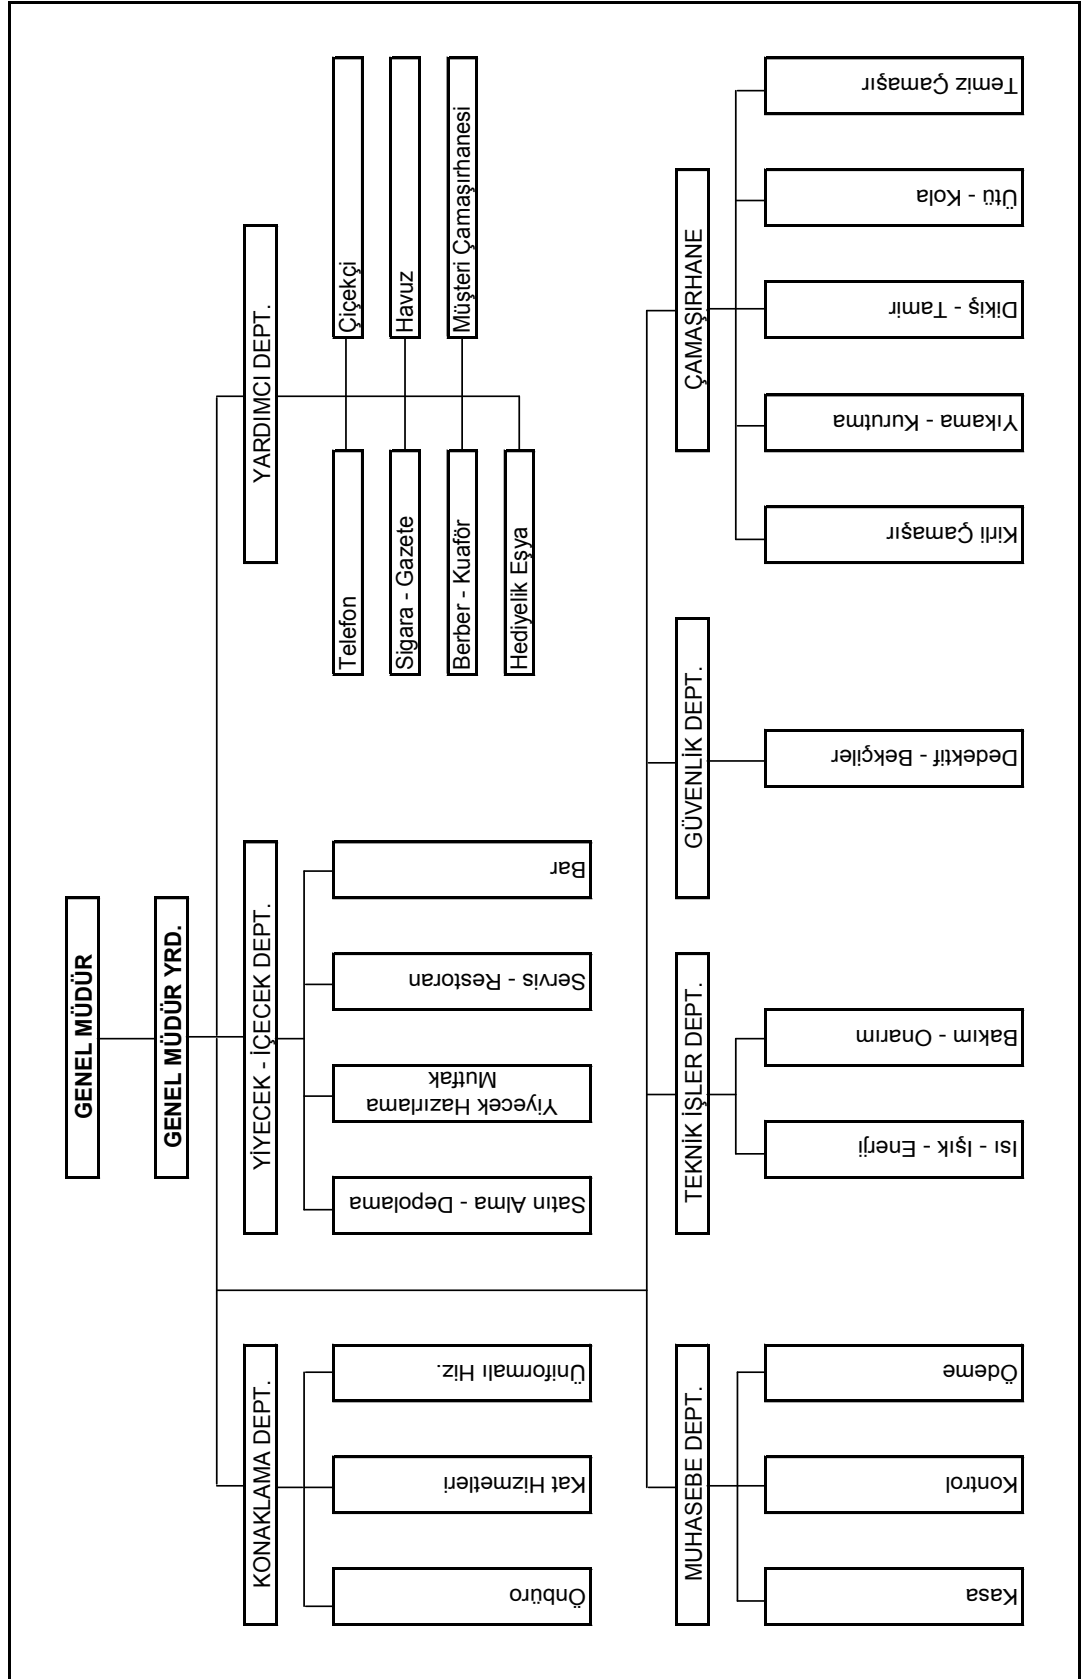 GENEL MÜDÜR
GENEL MÜDÜR YRD.
KONAKLAMA DEPT.
YİYECEK - İÇECEK DEPT.
YARDIMCI DEPT.
Önbüro
Kat Hizmetleri
Üniformalı Hiz.
Satın Alma - Depolama
Yiyecek Hazırlama
Mutfak
Servis - Restoran
Bar
Telefon
Çiçekçi
Sigara - Gazete
Havuz
Berber - Kuaför
Müşteri Çamaşırhanesi
Hediyelik Eşya
MUHASEBE DEPT.
TEKNİK İŞLER DEPT.
GÜVENLİK DEPT.
ÇAMAŞIRHANE
Kasa
Kontrol
Ödeme
Isı - Işık - Enerji
Bakım - Onarım
Dedektif - Bekçiler
Kirli Çamaşır
Yıkama - Kurutma
Dikiş - Tamir
Ütü - Kola
Temiz Çamaşır